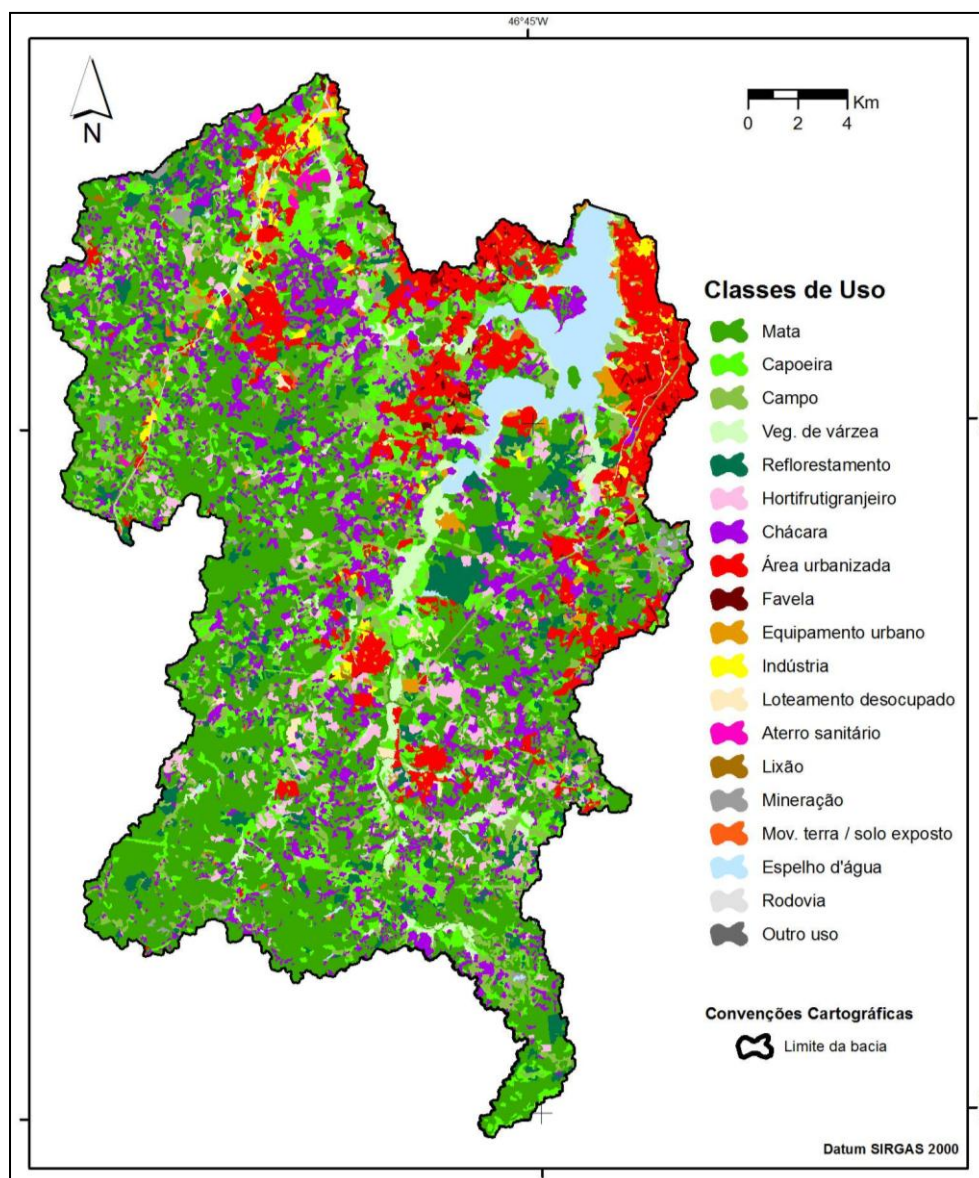 46°45'W
N
Km
0 2 4
Classes de Uso
Mata
Capoeira
Campo
Veg. de várzea
Reflorestamento
Hortifrutigranjeiro
Chácara
Área urbanizada
Favela
Equipamento urbano
Indústria
Loteamento desocupado
Aterro sanitário
Lixão
Mineração
Mov. terra / solo exposto
Espelho d'água
Rodovia
Outro uso
Convenções Cartográficas
Limite da bacia
Datum SIRGAS 2000